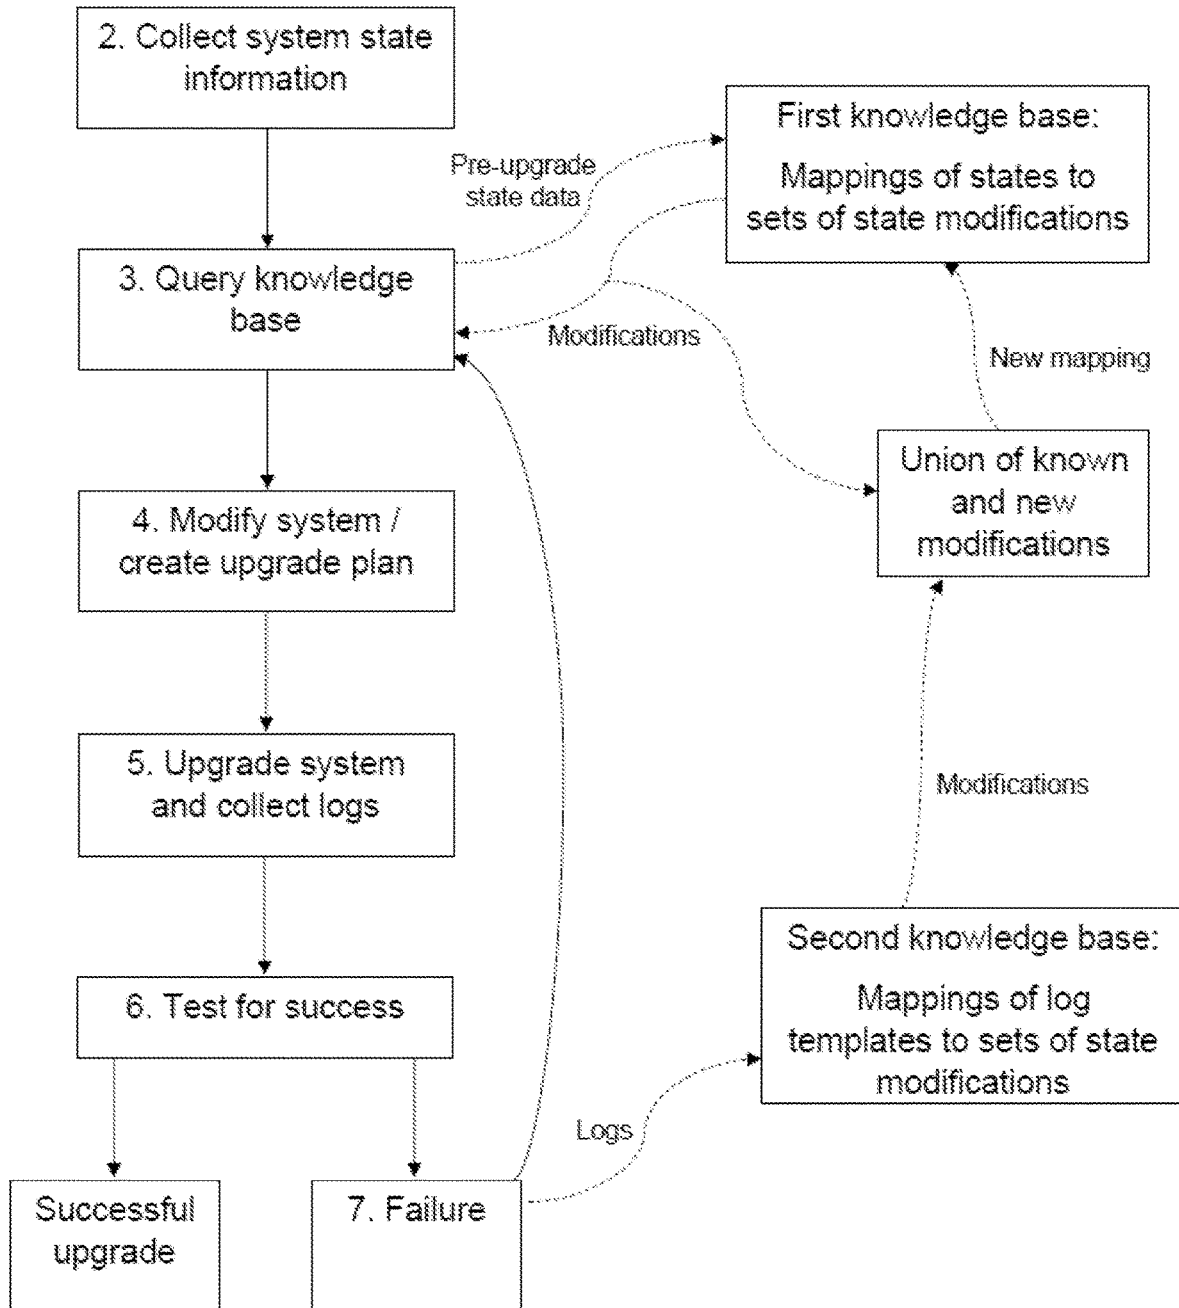 2. Collect system state
information
First knowledge base:
Mappings of states to
sets of state modifications
Pre-upgrade
state data
3. Query knowledge
base
Modifications
New mapping
Union of known
and new
modifications
4. Modify system /
create upgrade plan
5. Upgrade system
and collect logs
Modifications
Second knowledge base:
Mappings of log
templates to sets of state
modifications
6. Test for success
Logs
Successful
upgrade
7. Failure